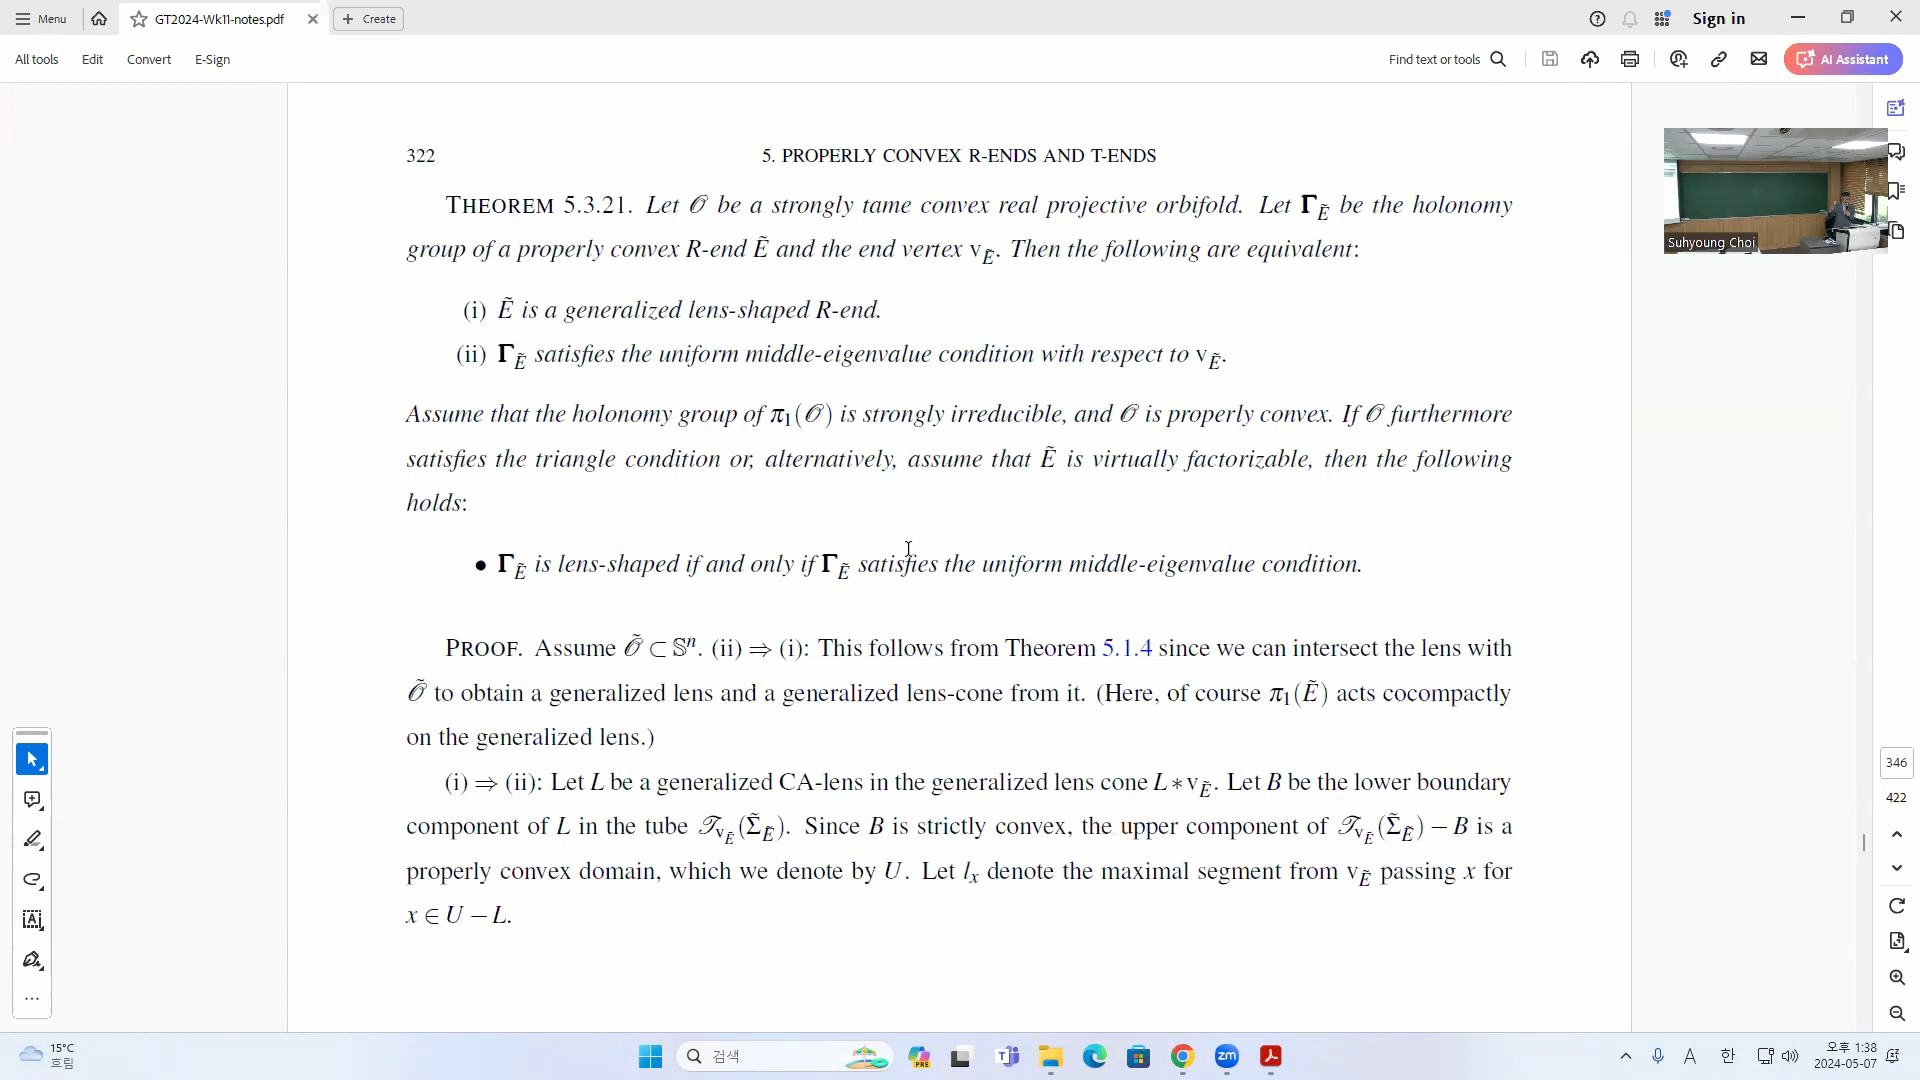 Menu
GT2024-Wk11-notes.pdf
Create
Sign in
All tools
Edit
Convert
E-Sign
Find text or tools
AI Assistant
322
5. PROPERLY CONVEX R-ENDS AND T-ENDS
Suhyoung Choi
THEOREM 5.3.21. Let 𝒪 be a strongly tame convex real projective orbifold. Let Γ_Ẽ be the holonomy
group of a properly convex R-end Ẽ and the end vertex v_Ẽ. Then the following are equivalent:
(i) Ẽ is a generalized lens-shaped R-end.
(ii) Γ_Ẽ satisfies the uniform middle-eigenvalue condition with respect to v_Ẽ.
Assume that the holonomy group of π₁(𝒪) is strongly irreducible, and 𝒪 is properly convex. If 𝒪 furthermore
satisfies the triangle condition or, alternatively, assume that Ẽ is virtually factorizable, then the following
holds:
• Γ_Ẽ is lens-shaped if and only if Γ_Ẽ satisfies the uniform middle-eigenvalue condition.
PROOF. Assume 𝒪̃ ⊂ 𝕊ⁿ. (ii) ⇒ (i): This follows from Theorem 5.1.4 since we can intersect the lens with
𝒪̃ to obtain a generalized lens and a generalized lens-cone from it. (Here, of course π₁(Ẽ) acts cocompactly
on the generalized lens.)
(i) ⇒ (ii): Let L be a generalized CA-lens in the generalized lens cone L ∗ v_Ẽ. Let B be the lower boundary
component of L in the tube 𝒯_{v_Ẽ}(Σ̃_Ẽ). Since B is strictly convex, the upper component of 𝒯_{v_Ẽ}(Σ̃_Ẽ) − B is a
properly convex domain, which we denote by U. Let l_x denote the maximal segment from v_Ẽ passing x for
x ∈ U − L.
346
422
15°C
흐림
검색
PRE
zm
A
한
오후 1:38
2024-05-07